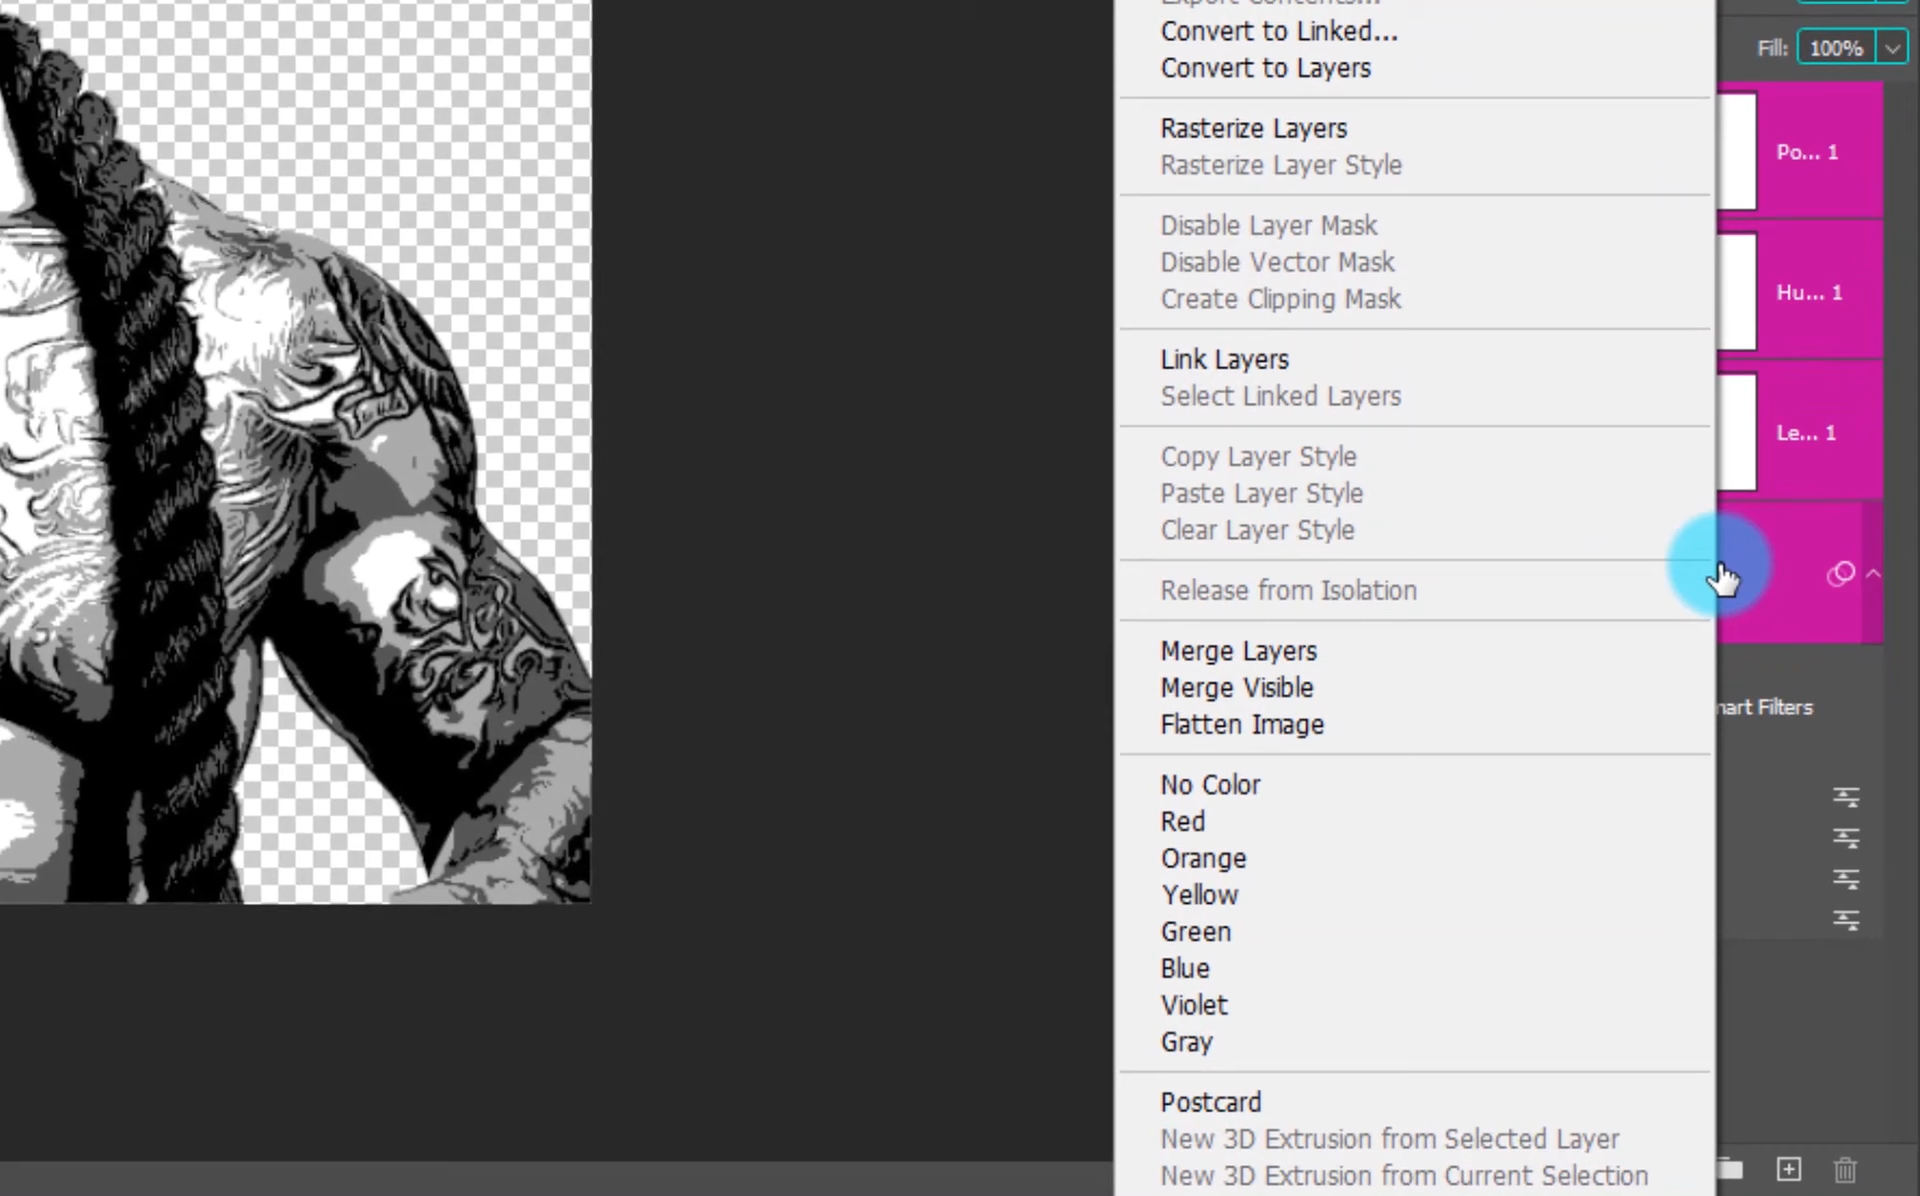 Export Contents...
Convert to Linked...
Convert to Layers
Rasterize Layers
Rasterize Layer Style
Disable Layer Mask
Disable Vector Mask
Create Clipping Mask
Link Layers
Select Linked Layers
Copy Layer Style
Paste Layer Style
Clear Layer Style
Release from Isolation
Merge Layers
Merge Visible
Flatten Image
No Color
Red
Orange
Yellow
Green
Blue
Violet
Gray
Postcard
New 3D Extrusion from Selected Layer
New 3D Extrusion from Current Selection
Fill: 100%
Po... 1
Hu... 1
Le... 1
mart Filters